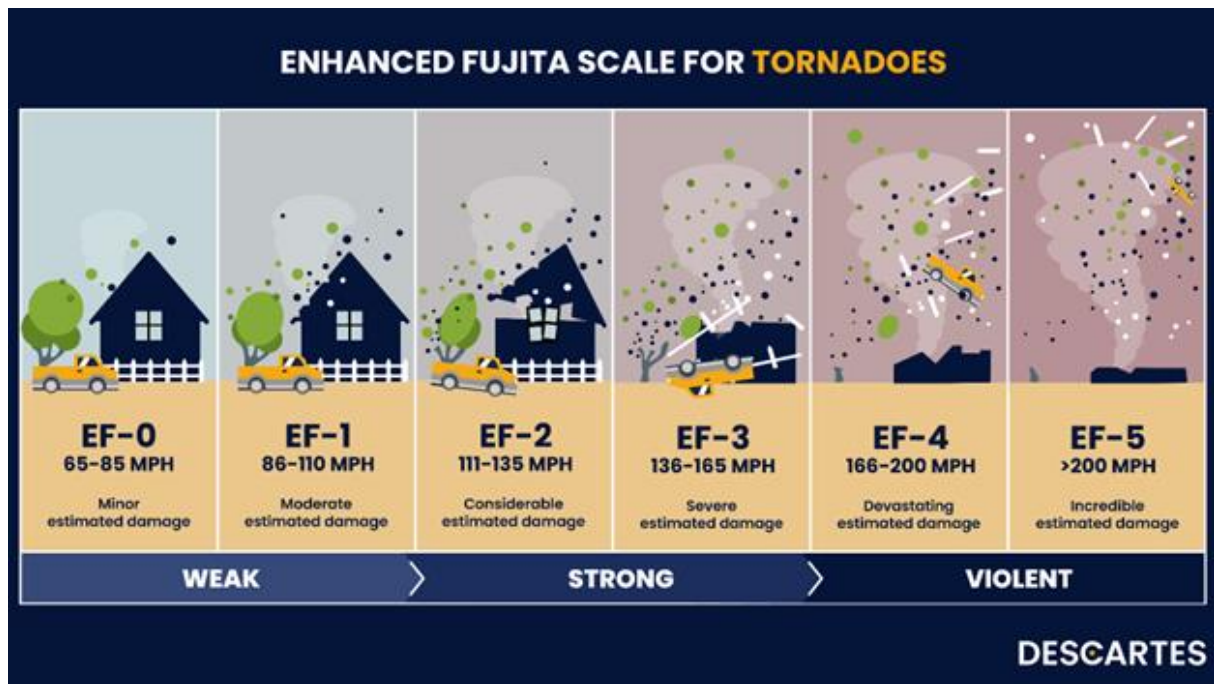 ENHANCED FUJITA SCALE FOR TORNADOES
EF-0
65-85 MPH
Minor
estimated damage
EF-1
86-110 MPH
Moderate
estimated damage
EF-2
111-135 MPH
Considerable
estimated damage
EF-3
136-165 MPH
Severe
estimated damage
EF-4
166-200 MPH
Devastating
estimated damage
EF-5
>200 MPH
Incredible
estimated damage
WEAK
STRONG
VIOLENT
DESCARTES